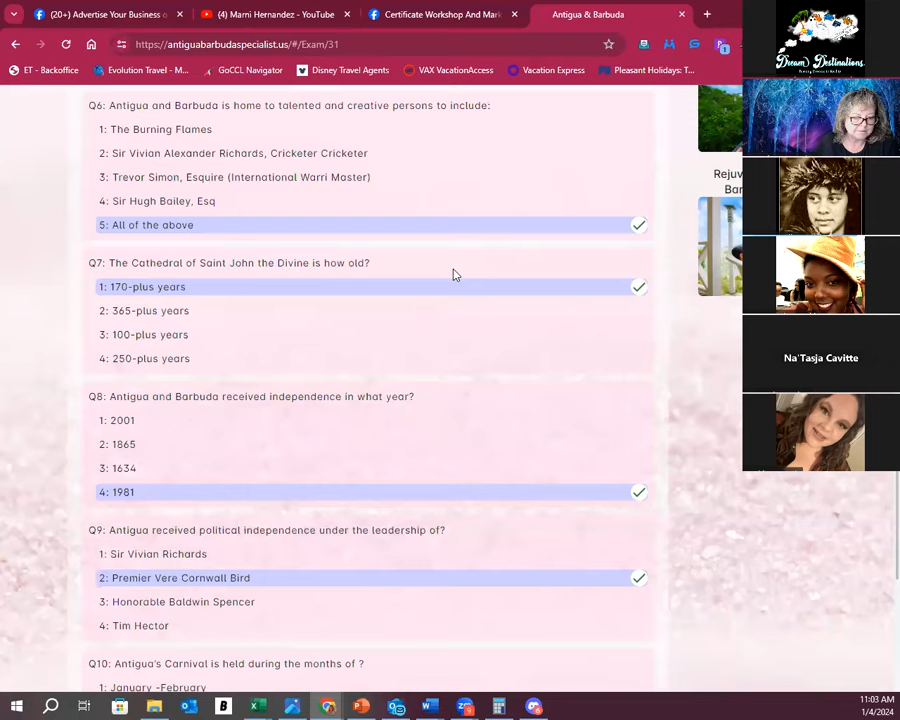 (20+) Advertise Your Business o
(4) Marni Hernandez - YouTube
Certificate Workshop And Mark
Antigua & Barbuda
https://antiguabarbudaspecialist.us/#/Exam/31
ET - Backoffice
Evolution Travel - M...
GoCCL Navigator
Disney Travel Agents
VAX VacationAccess
Vacation Express
Pleasant Holidays: T...
Dream Destinations
Q6: Antigua and Barbuda is home to talented and creative persons to include:
1: The Burning Flames
2: Sir Vivian Alexander Richards, Cricketer Cricketer
3: Trevor Simon, Esquire (International Warri Master)
4: Sir Hugh Bailey, Esq
5: All of the above
Rejuv
Bar
Q7: The Cathedral of Saint John the Divine is how old?
1: 170-plus years
2: 365-plus years
3: 100-plus years
4: 250-plus years
Na'Tasja Cavitte
Q8: Antigua and Barbuda received independence in what year?
1: 2001
2: 1865
3: 1634
4: 1981
Q9: Antigua received political independence under the leadership of?
1: Sir Vivian Richards
2: Premier Vere Cornwall Bird
3: Honorable Baldwin Spencer
4: Tim Hector
Q10: Antigua's Carnival is held during the months of ?
1: January -February
11:03 AM
1/4/2024